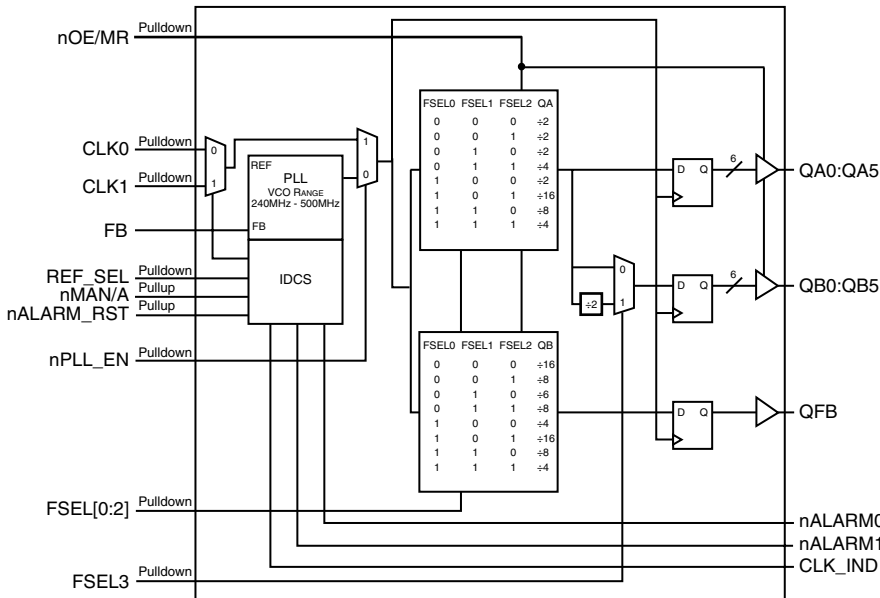 nOE/MR Pulldown
CLK0 Pulldown
CLK1 Pulldown
FB
REF_SEL Pulldown
nMAN/A Pullup
nALARM_RST Pullup
nPLL_EN Pulldown
FSEL[0:2] Pulldown
FSEL3 Pulldown
0
1
REF
PLL
VCO RANGE
240MHz - 500MHz
FB
IDCS
1
0
FSEL0 FSEL1 FSEL2 QA
0 0 0 ÷2
0 0 1 ÷2
0 1 0 ÷2
0 1 1 ÷4
1 0 0 ÷2
1 0 1 ÷16
1 1 0 ÷8
1 1 1 ÷4
FSEL0 FSEL1 FSEL2 QB
0 0 0 ÷16
0 0 1 ÷8
0 1 0 ÷6
0 1 1 ÷8
1 0 0 ÷4
1 0 1 ÷16
1 1 0 ÷8
1 1 1 ÷4
0
1
÷2
D Q
6
QA0:QA5
D Q
6
QB0:QB5
D Q
QFB
nALARM0
nALARM1
CLK_IND